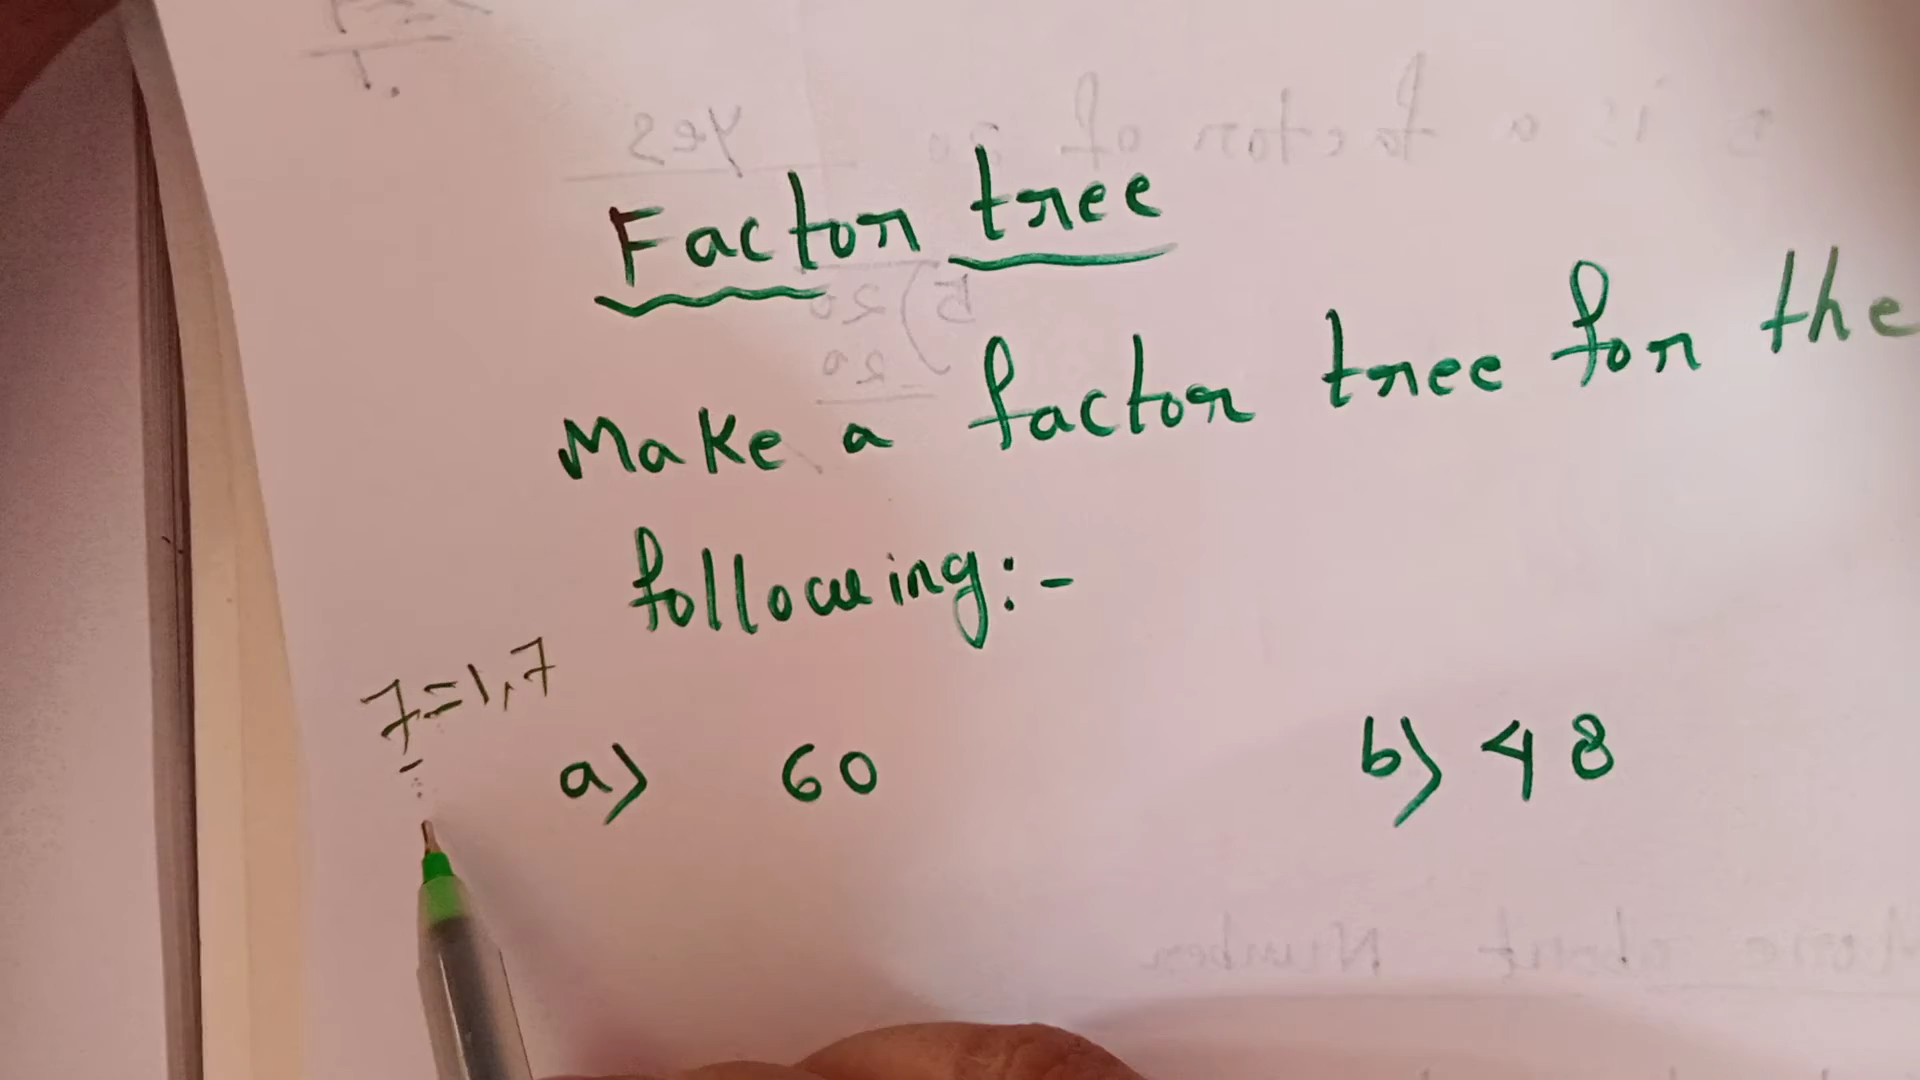 Factor tree
Make a factor tree for the
following:-
7=1,7
a) 60
b) 48